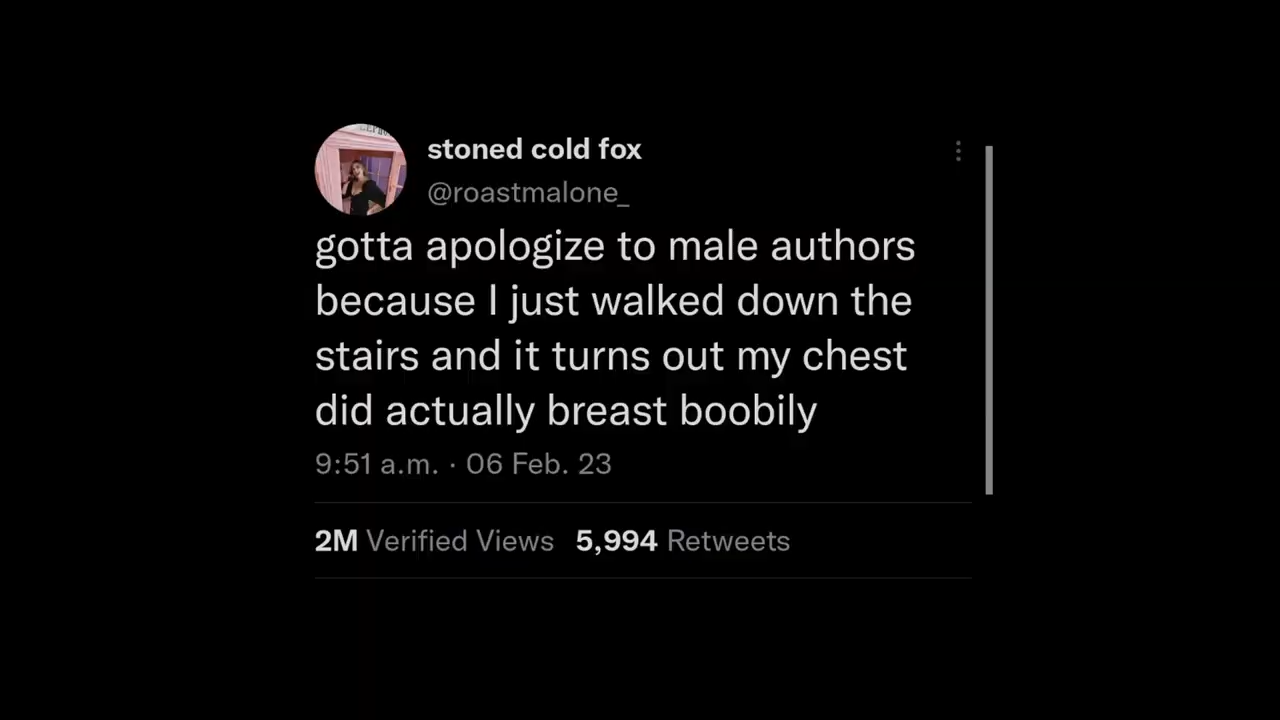 stoned cold fox
@roastmalone_
gotta apologize to male authors
because I just walked down the
stairs and it turns out my chest
did actually breast boobily
9:51 a.m. · 06 Feb. 23
2M Verified Views 5,994 Retweets